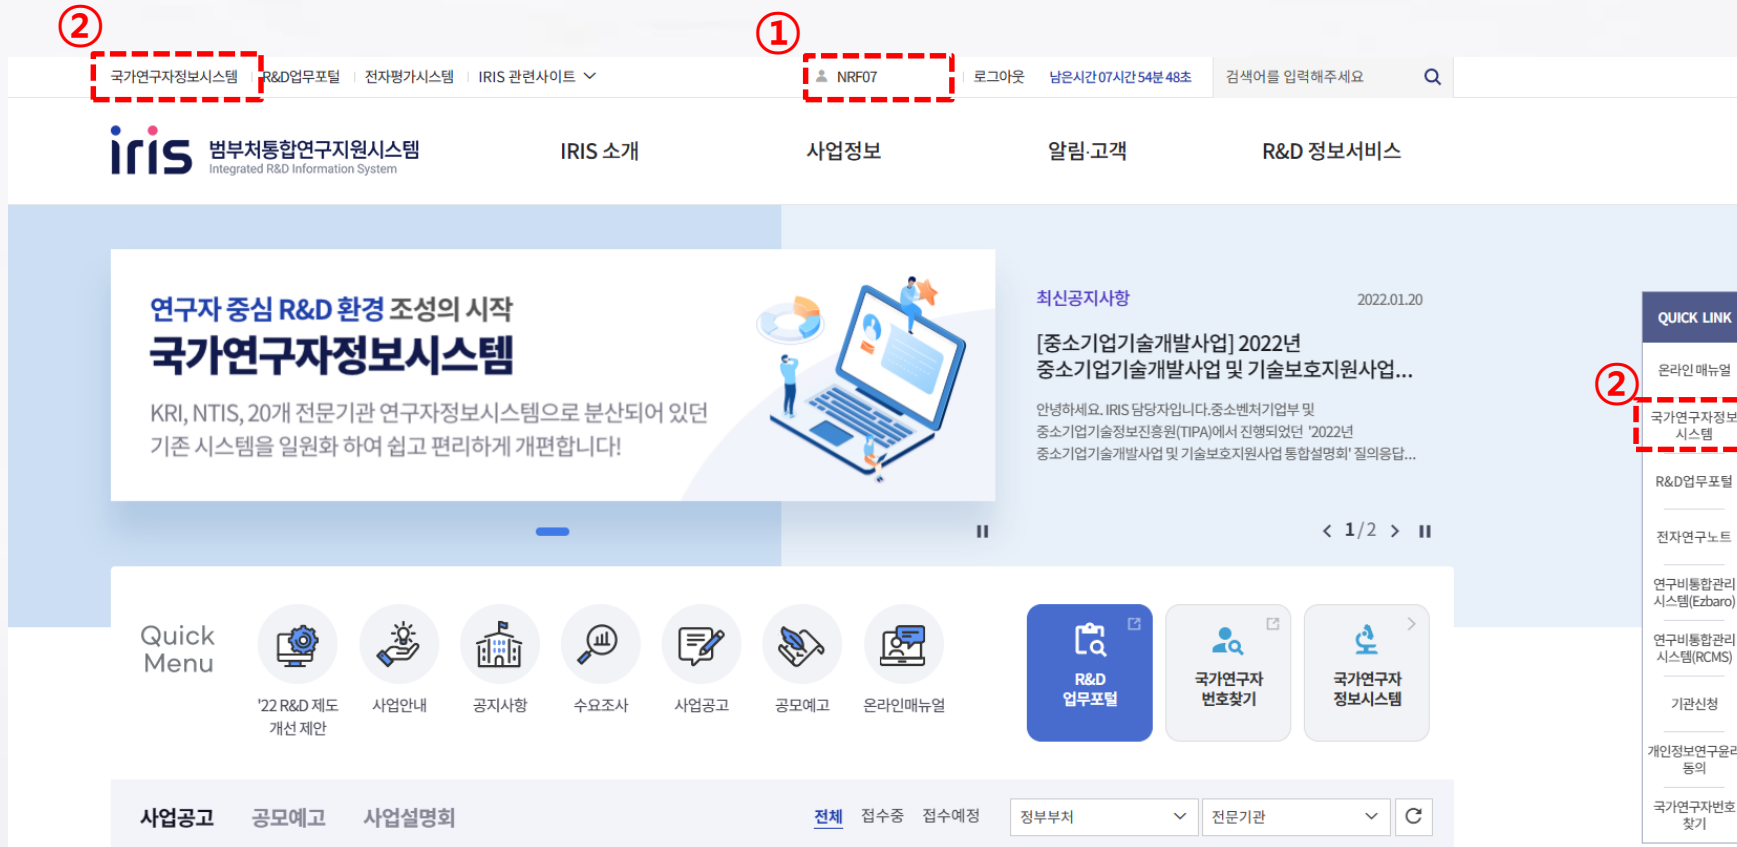 ②
①
국가연구자정보시스템 R&D업무포털 전자평가시스템 IRIS 관련사이트
NRF07 로그아웃 남은시간 07시간 54분 48초 검색어를 입력해주세요
iris 범부처통합연구지원시스템
Integrated R&D Information System
IRIS 소개 사업정보 알림·고객 R&D 정보서비스
연구자 중심 R&D 환경 조성의 시작
국가연구자정보시스템
KRI, NTIS, 20개 전문기관 연구자정보시스템으로 분산되어 있던
기존 시스템을 일원화 하여 쉽고 편리하게 개편합니다!
최신공지사항 2022.01.20
[중소기업기술개발사업] 2022년
중소기업기술개발사업 및 기술보호지원사업...
안녕하세요. IRIS 담당자입니다.중소벤처기업부 및
중소기업기술정보진흥원(TIPA)에서 진행되었던 '2022년
중소기업기술개발사업 및 기술보호지원사업 통합설명회' 질의응답...
1/2
QUICK LINK
온라인 매뉴얼
②
국가연구자정보
시스템
R&D업무포털
전자연구노트
연구비통합관리
시스템(Ezbaro)
연구비통합관리
시스템(RCMS)
기관신청
개인정보연구윤리
동의
국가연구자번호
찾기
Quick
Menu
'22 R&D 제도
개선 제안
사업안내
공지사항
수요조사
사업공고
공모예고
온라인매뉴얼
R&D
업무포털
국가연구자
번호찾기
국가연구자
정보시스템
사업공고 공모예고 사업설명회
전체 접수중 접수예정 정부부처 전문기관